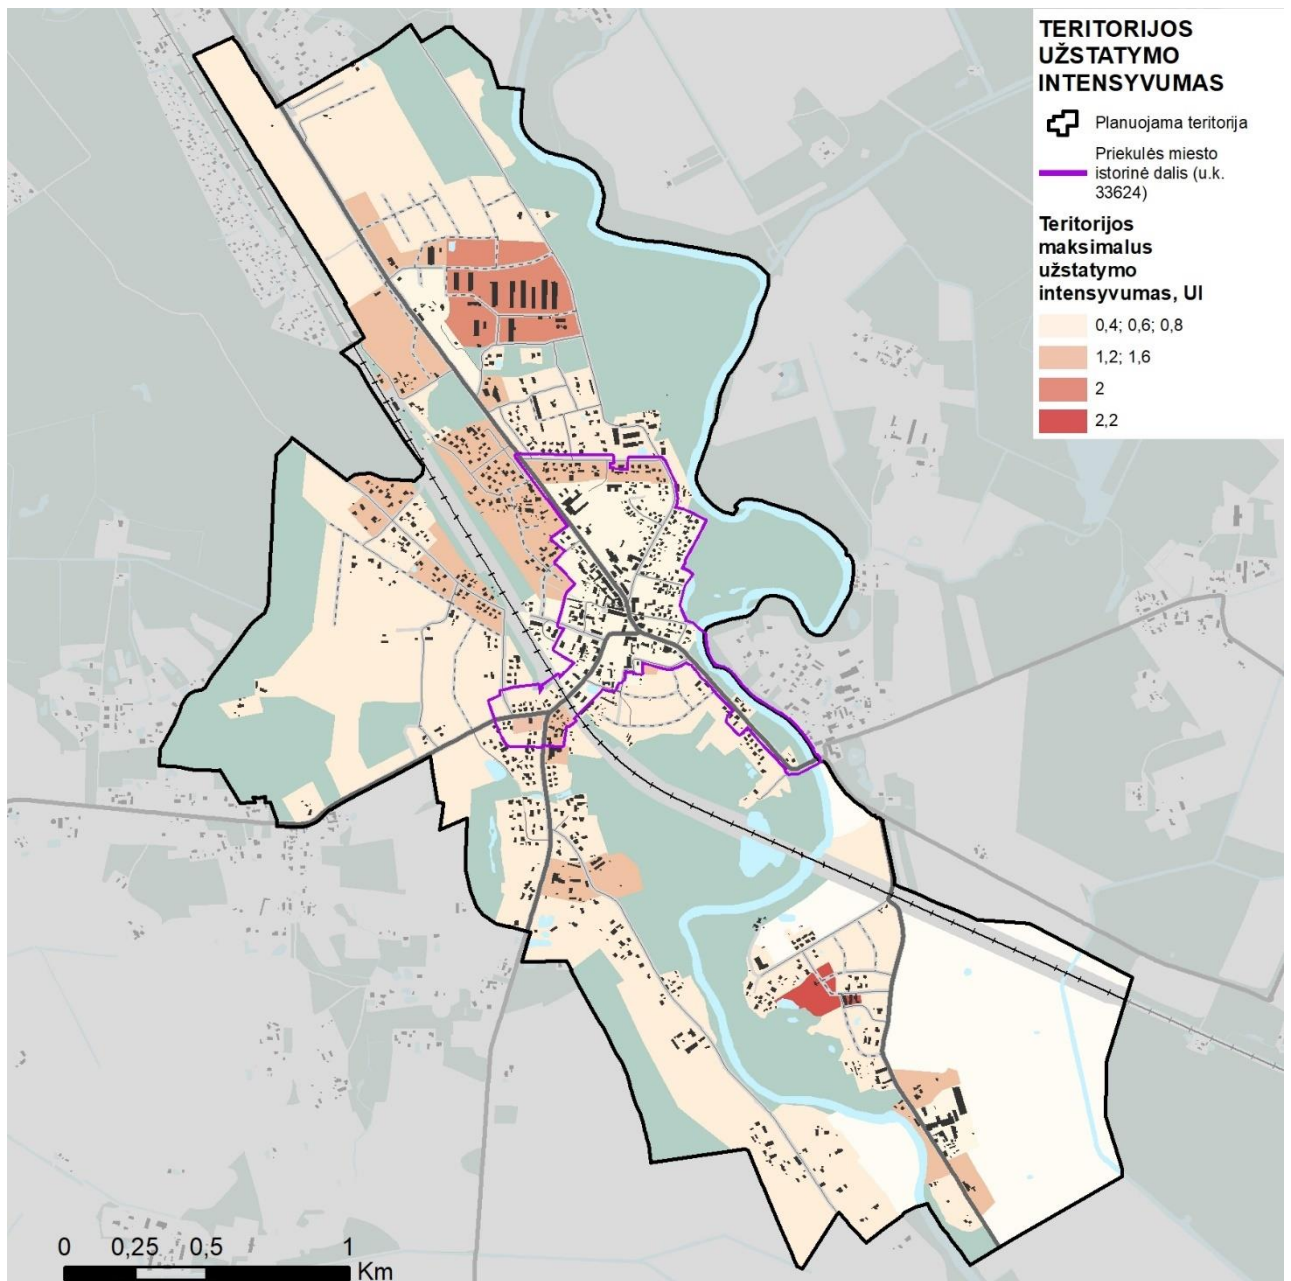 TERITORIJOS
UŽSTATYMO
INTENSYVUMAS
Planuojama teritorija
Priekulės miesto
istorinė dalis (u.k.
33624)
Teritorijos
maksimalus
užstatymo
intensyvumas, UI
0,4; 0,6; 0,8
1,2; 1,6
2
2,2
0 0,25 0,5 1
Km